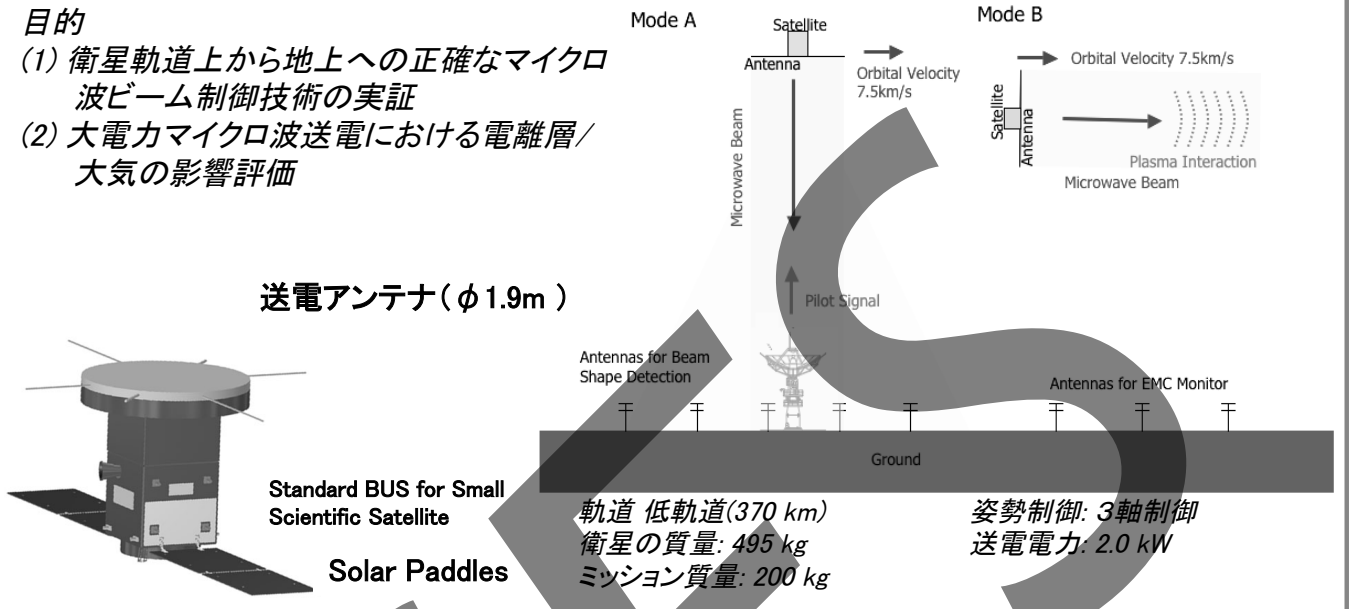 目的
(1) 衛星軌道上から地上への正確なマイクロ
波ビーム制御技術の実証
(2) 大電力マイクロ波送電における電離層/
大気の影響評価
送電アンテナ(φ1.9m )
Standard BUS for Small
Scientific Satellite
Solar Paddles
Mode A
Satellite
Antenna
Orbital Velocity
7.5km/s
Microwave Beam
Pilot Signal
Antennas for Beam
Shape Detection
Mode B
Orbital Velocity 7.5km/s
Satellite
Antenna
Plasma Interaction
Microwave Beam
Antennas for EMC Monitor
Ground
軌道 低軌道(370 km)
衛星の質量: 495 kg
ミッション質量: 200 kg
姿勢制御: 3軸制御
送電電力: 2.0 kW